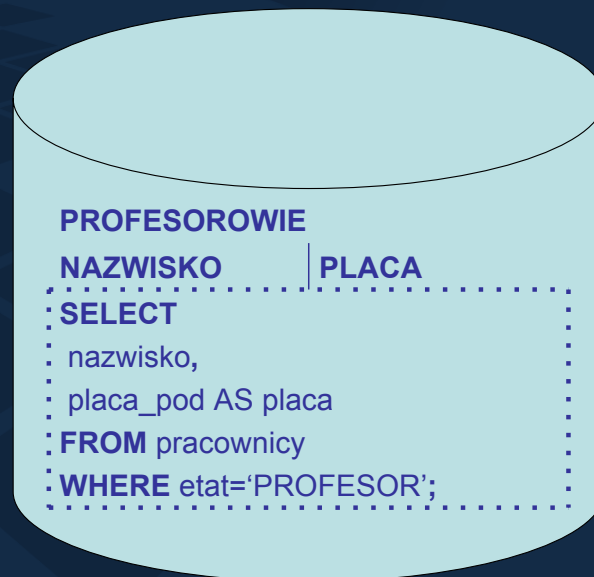 PROFESOROWIE
NAZWISKO PLACA
SELECT
nazwisko,
placa_pod AS placa
FROM pracownicy
WHERE etat=‘PROFESOR’;